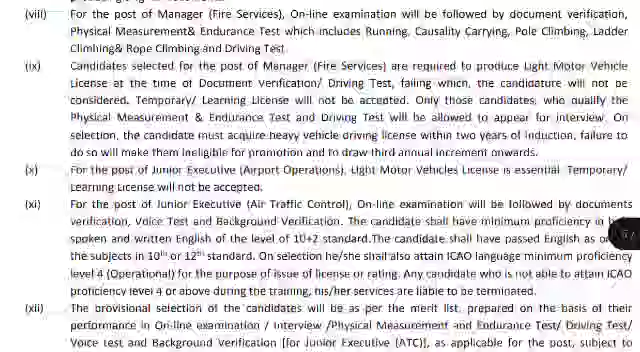 (viii) For the post of Manager (Fire Services), On-line examination will be followed by document verification,
Physical Measurement& Endurance Test which includes Running, Causality Carrying, Pole Climbing, Ladder
Climbing& Rope Climbing and Driving Test
(ix) Candidates selected for the post of Manager (Fire Services) are required to produce Light Motor Vehicle
License at the time of Document Verification/ Driving Test, failing which, the candidature will not be
considered. Temporary/ Learning License will not be accepted. Only those candidates, who qualify the
Physical Measurement & Endurance Test and Driving Test will be allowed to appear for interview. On
selection, the candidate must acquire heavy vehicle driving license within two years of induction, failure to
do so will make them ineligible for promotion and to draw third annual increment onwards.
(x) For the post of Junior Executive (Airport Operations), Light Motor Vehicles License is essential Temporary/
Learning License will not be accepted.
(xi) For the post of Junior Executive (Air Traffic Control), On-line examination will be followed by documents
verification, Voice Test and Background Verification. The candidate shall have minimum proficiency in
spoken and written English of the level of 10+2 standard.The candidate shall have passed English as
the subjects in 10th or 12th standard. On selection he/she shall also attain ICAO language minimum proficiency
level 4 (Operational) for the purpose of issue of license or rating. Any candidate who is not able to attain ICAO
proficiency level 4 or above during the training, his/her services are liable to be terminated.
(xii) The provisional selection of the candidates will be as per the merit list, prepared on the basis of their
performance in On-line examination / Interview /Physical Measurement and Endurance Test/ Driving Test/
Voice test and Background Verification [for Junior Executive (ATC)], as applicable for the post, subject to